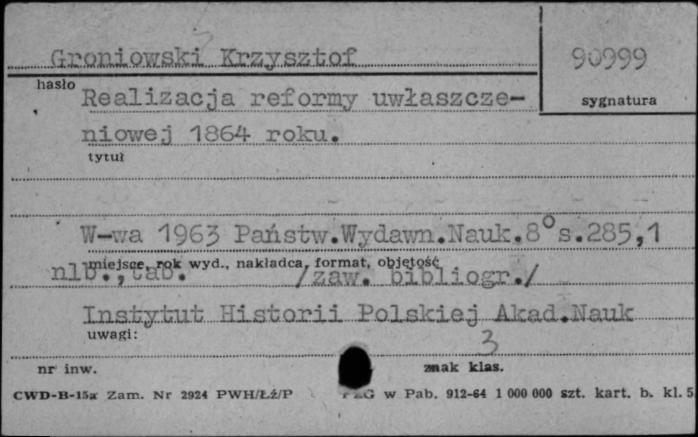 Groniowski Krzysztof
90999
hasło
sygnatura
Realizacja reformy uwłaszcze-
niowej 1864 roku.
tytuł
W-wa 1963 Państw.Wydawn.Nauk.8°s.285,1
miejsce, rok wyd., nakładca, format, objętość
nlb.,tab. /zaw. bibliogr./
Instytut Historii Polskiej Akad.Nauk
uwagi:
3
nr inw. znak klas.
CWD-B-15a Zam. Nr 2924 PWH/Łź/P PZG w Pab. 912-64 1 000 000 szt. kart. b. kl. 5